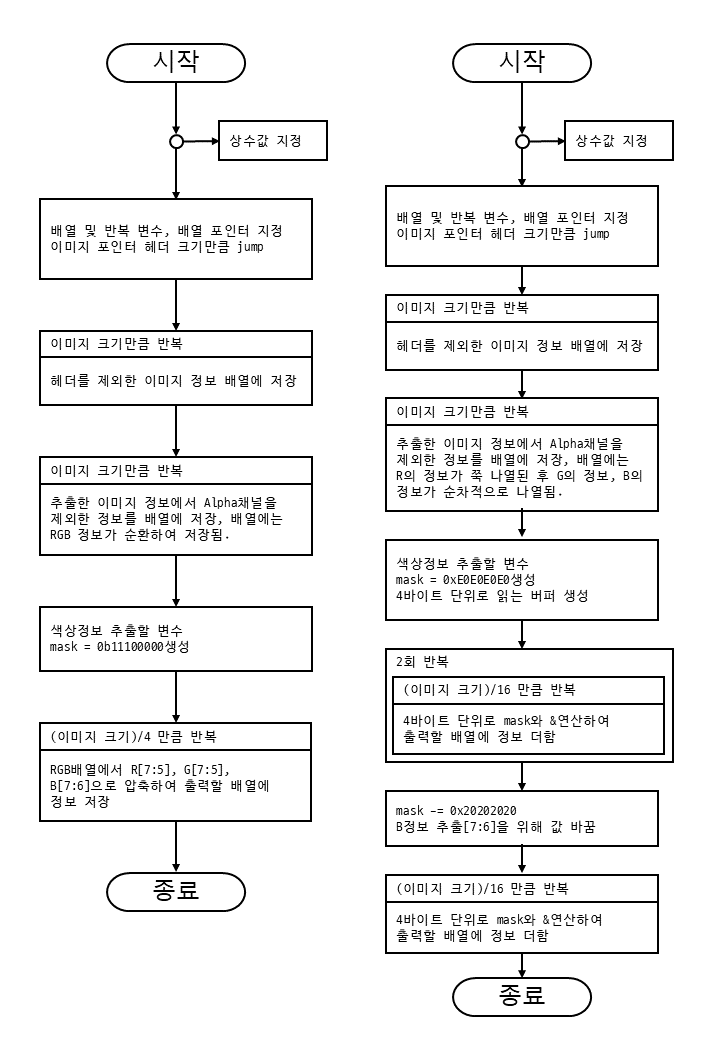 시작
상수값 지정
배열 및 반복 변수, 배열 포인터 지정
이미지 포인터 헤더 크기만큼 jump
이미지 크기만큼 반복
헤더를 제외한 이미지 정보 배열에 저장
이미지 크기만큼 반복
추출한 이미지 정보에서 Alpha채널을
제외한 정보를 배열에 저장, 배열에는
RGB 정보가 순환하여 저장됨.
색상정보 추출할 변수
mask = 0b11100000생성
(이미지 크기)/4 만큼 반복
RGB배열에서 R[7:5], G[7:5],
B[7:6]으로 압축하여 출력할 배열에
정보 저장
종료
시작
상수값 지정
배열 및 반복 변수, 배열 포인터 지정
이미지 포인터 헤더 크기만큼 jump
이미지 크기만큼 반복
헤더를 제외한 이미지 정보 배열에 저장
이미지 크기만큼 반복
추출한 이미지 정보에서 Alpha채널을
제외한 정보를 배열에 저장, 배열에는
R의 정보가 쭉 나열된 후 G의 정보, B의
정보가 순차적으로 나열됨.
색상정보 추출할 변수
mask = 0xE0E0E0E0생성
4바이트 단위로 읽는 버퍼 생성
2회 반복
(이미지 크기)/16 만큼 반복
4바이트 단위로 mask와 &연산하여
출력할 배열에 정보 더함
mask -= 0x20202020
B정보 추출[7:6]을 위해 값 바꿈
(이미지 크기)/16 만큼 반복
4바이트 단위로 mask와 &연산하여
출력할 배열에 정보 더함
종료